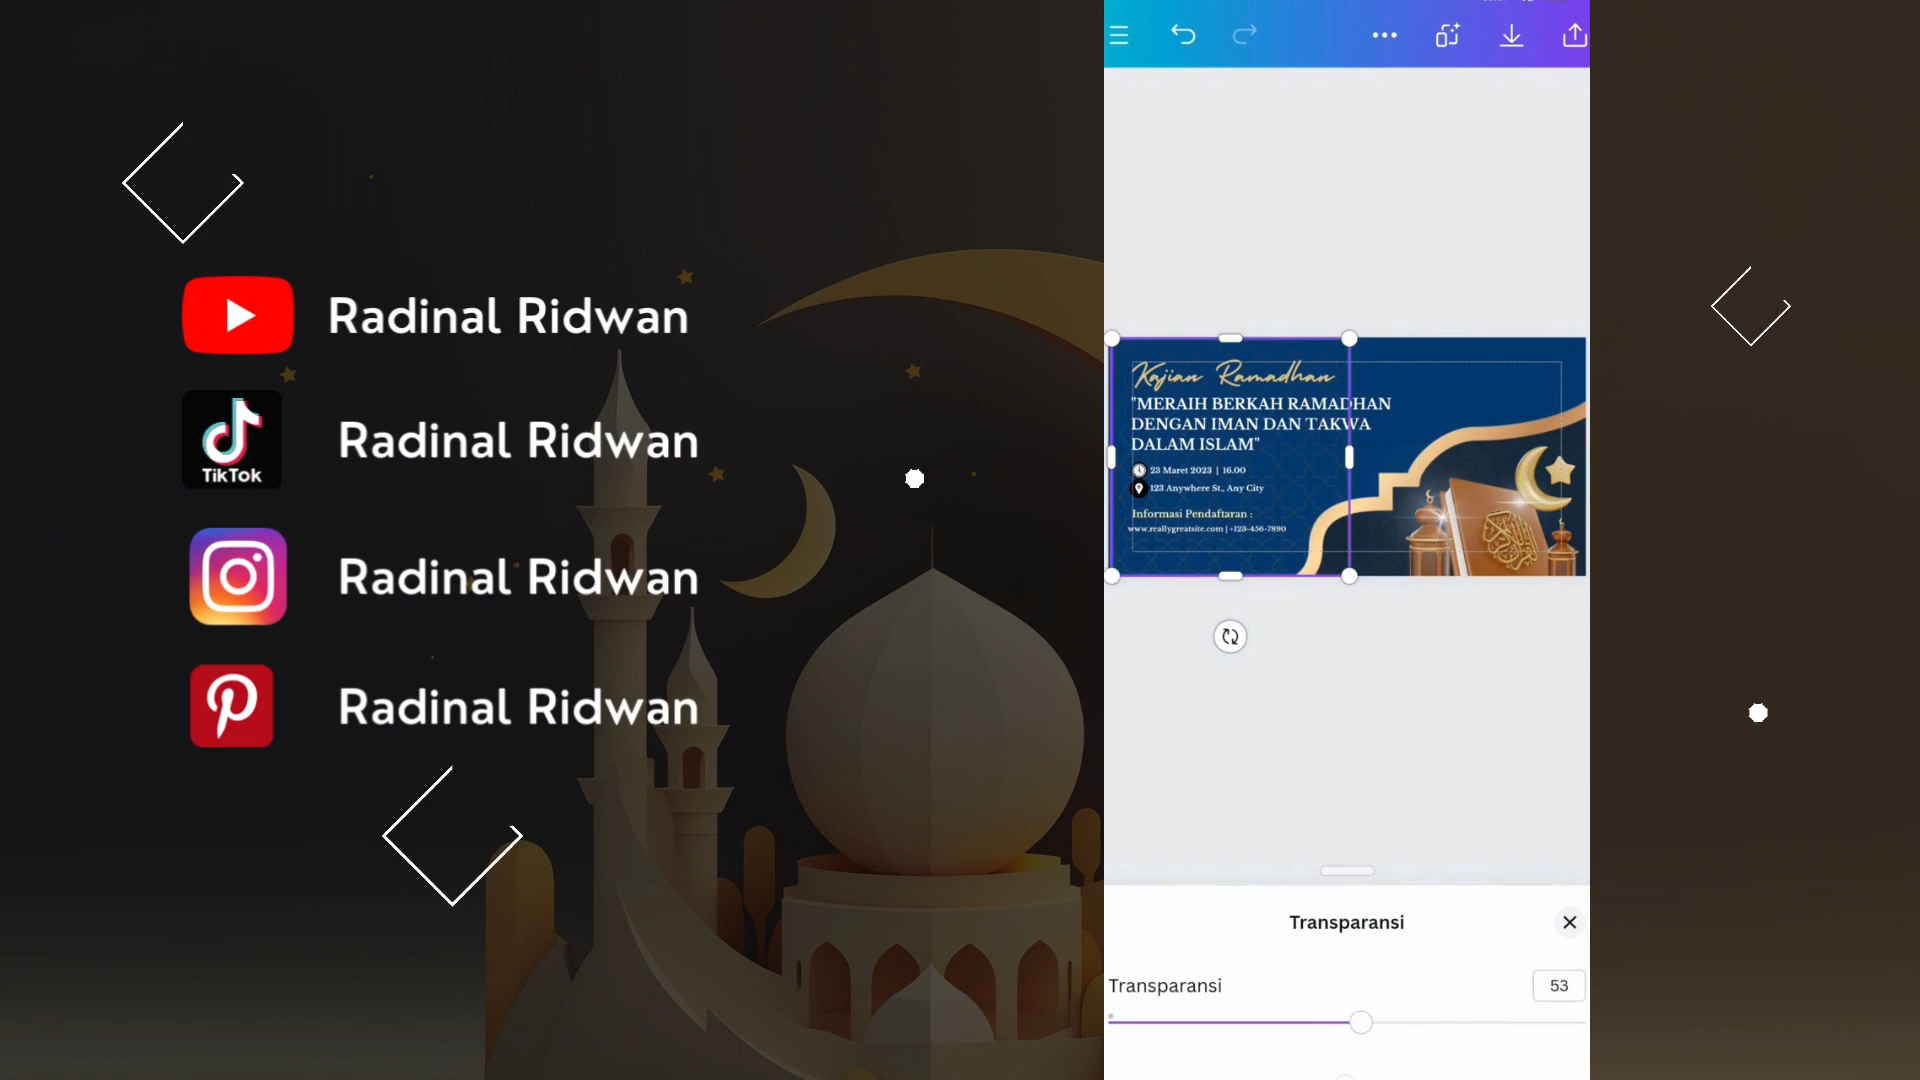 Radinal Ridwan
TikTok
Radinal Ridwan
Radinal Ridwan
Radinal Ridwan
Kajian Ramadhan
"MERAIH BERKAH RAMADHAN
DENGAN IMAN DAN TAKWA
DALAM ISLAM"
23 Maret 2023 | 16.00
123 Anywhere St., Any City
Informasi Pendaftaran :
www.reallygreatsite.com | +123-456-7890
Transparansi
Transparansi
53